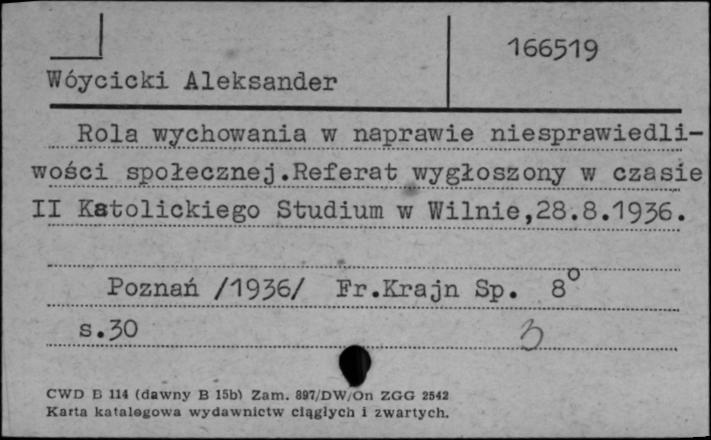 166519
Wóycicki Aleksander
Rola wychowania w naprawie niesprawiedli-
wości społecznej.Referat wygłoszony w czasie
II Katolickiego Studium w Wilnie,28.8.1936.
Poznań /1936/ Fr.Krajn Sp. 8°
s.30
3
CWD B 114 (dawny B 15b) Zam. 897/DW/On ZGG 2542
Karta katalogowa wydawnictw ciągłych i zwartych.